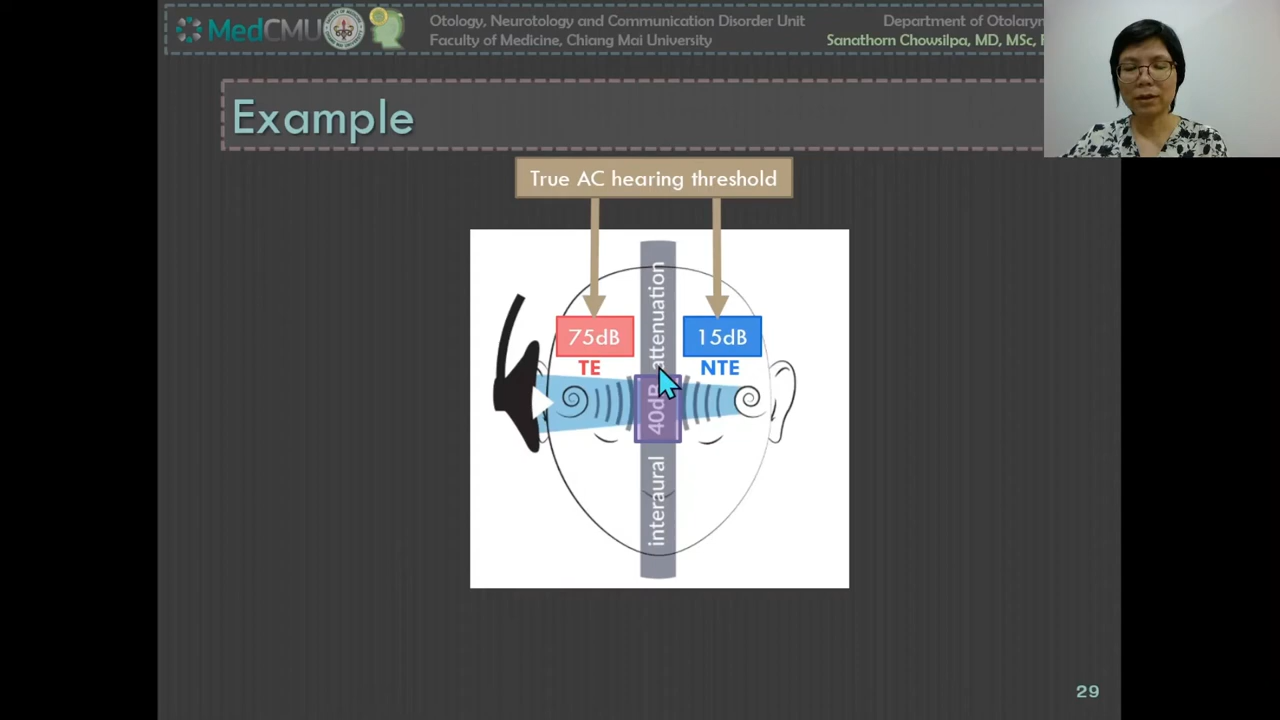 MedCMU
Otology, Neurotology and Communication Disorder Unit
Faculty of Medicine, Chiang Mai University
Department of
Sanathorn Chowsilpa, MD, MSc,
Example
True AC hearing threshold
75dB
TE
15dB
NTE
interaural
40dB
attenuation
29